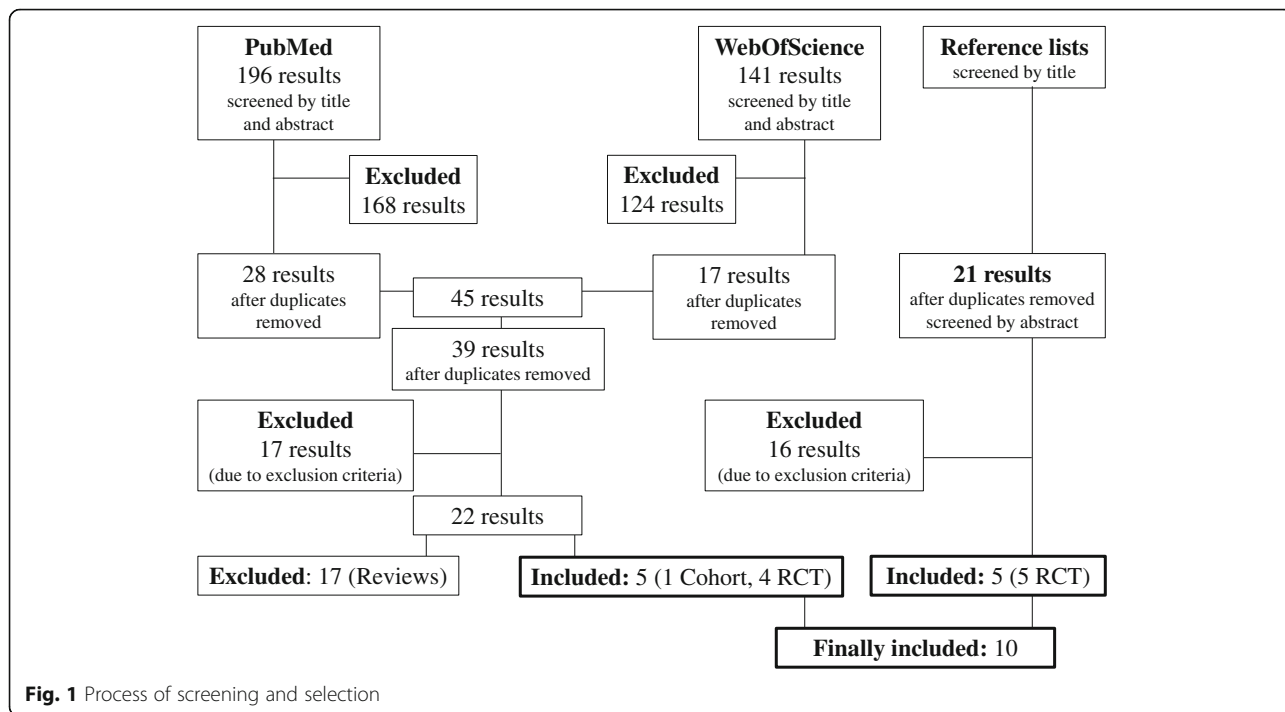 PubMed
196 results
screened by title
and abstract
WebOfScience
141 results
screened by title
and abstract
Reference lists
screened by title
Excluded
168 results
Excluded
124 results
28 results
after duplicates
removed
45 results
17 results
after duplicates
removed
21 results
after duplicates removed
screened by abstract
39 results
after duplicates removed
Excluded
17 results
(due to exclusion criteria)
Excluded
16 results
(due to exclusion criteria)
22 results
Excluded: 17 (Reviews)
Included: 5 (1 Cohort, 4 RCT)
Included: 5 (5 RCT)
Finally included: 10
Fig. 1 Process of screening and selection